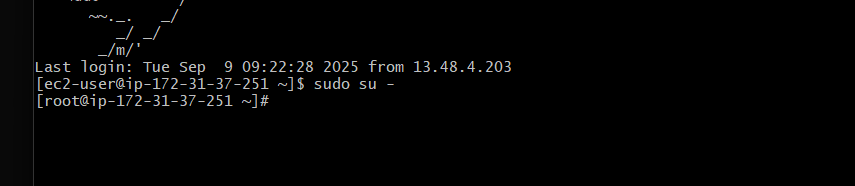 ~~._.   _/
_/ _/
_/m/'
Last login: Tue Sep  9 09:22:28 2025 from 13.48.4.203
[ec2-user@ip-172-31-37-251 ~]$ sudo su -
[root@ip-172-31-37-251 ~]#